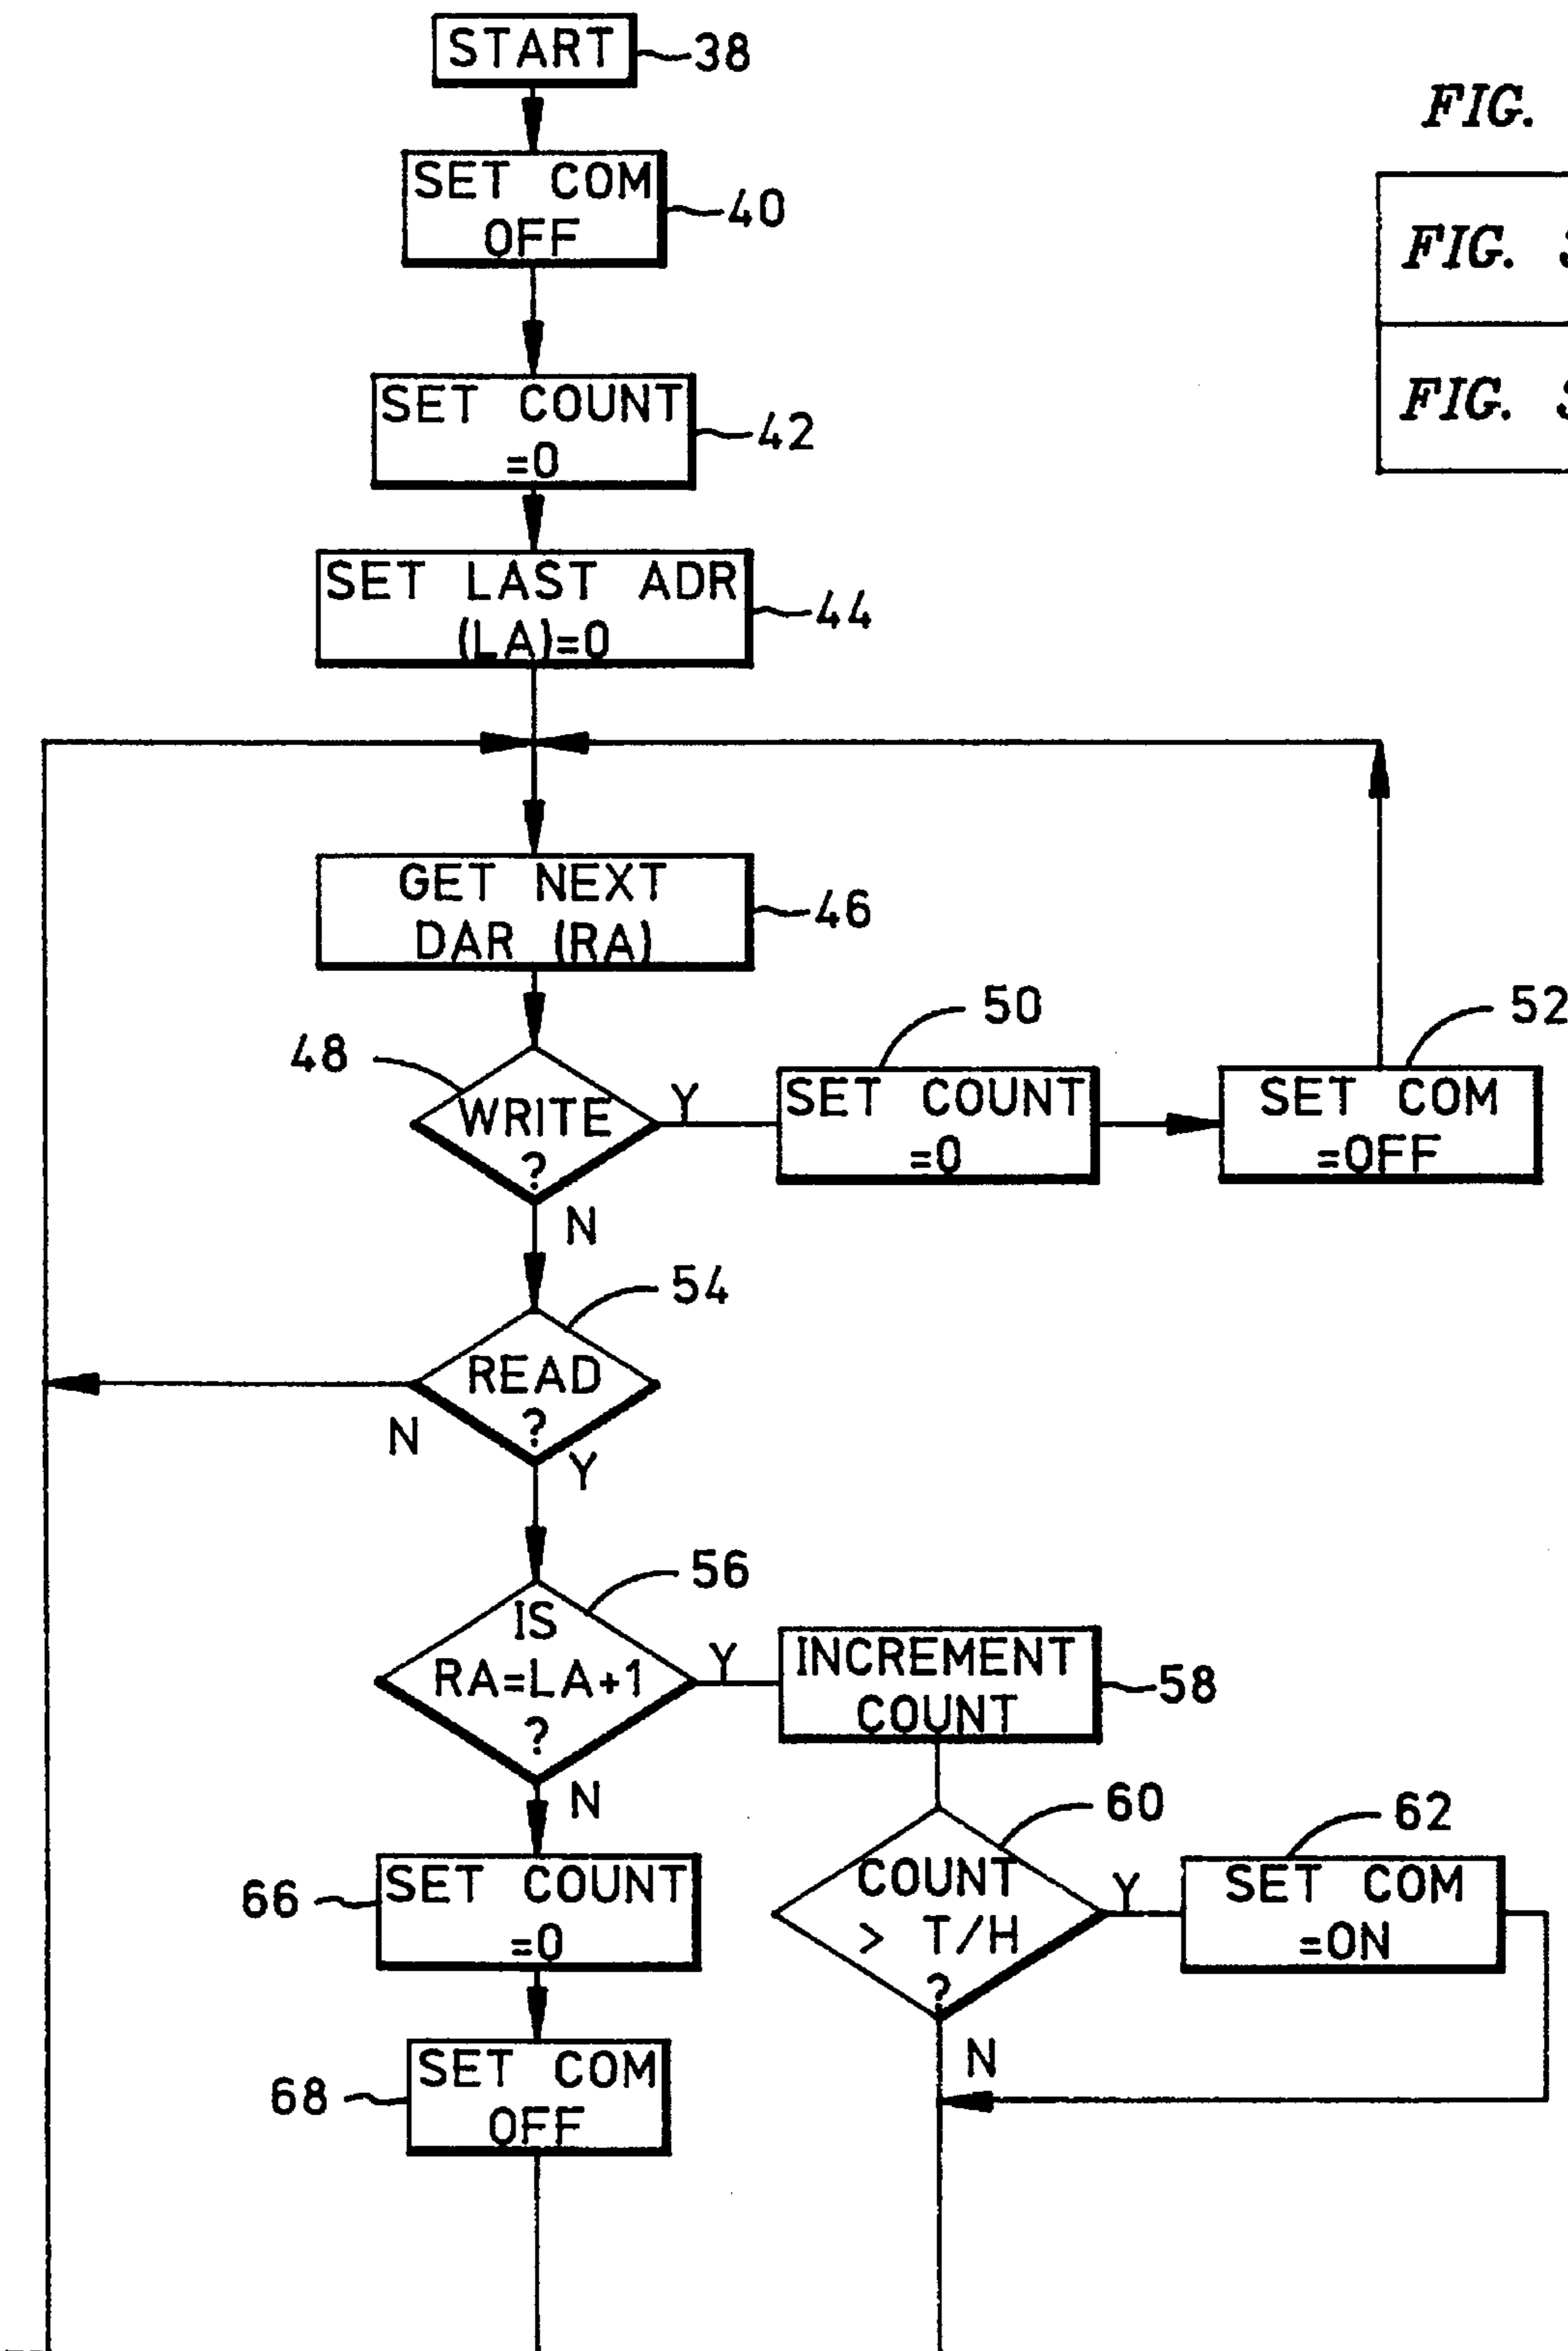 START
38
FIG.
SET COM
OFF
40
FIG.
SET COUNT
=0
42
FIG.
SET LAST ADR
(LA)=0
44
GET NEXT
DAR (RA)
46
48
WRITE
?
Y
N
50
SET COUNT
=0
52
SET COM
=OFF
54
READ
?
N
Y
56
IS
RA=LA+1
?
Y
N
INCREMENT
COUNT
58
60
COUNT
> T/H
?
Y
N
62
SET COM
=ON
66
SET COUNT
=0
68
SET COM
OFF